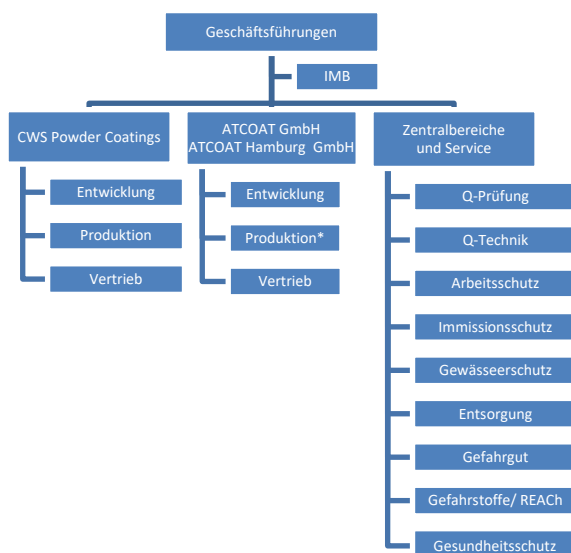 Geschäftsführungen
IMB
CWS Powder Coatings
Entwicklung
Produktion
Vertrieb
ATCOAT GmbH
ATCOAT Hamburg GmbH
Entwicklung
Produktion*
Vertrieb
Zentralbereiche
und Service
Q-Prüfung
Q-Technik
Arbeitsschutz
Immissionsschutz
Gewässeerschutz
Entsorgung
Gefahrgut
Gefahrstoffe/ REACh
Gesundheitsschutz